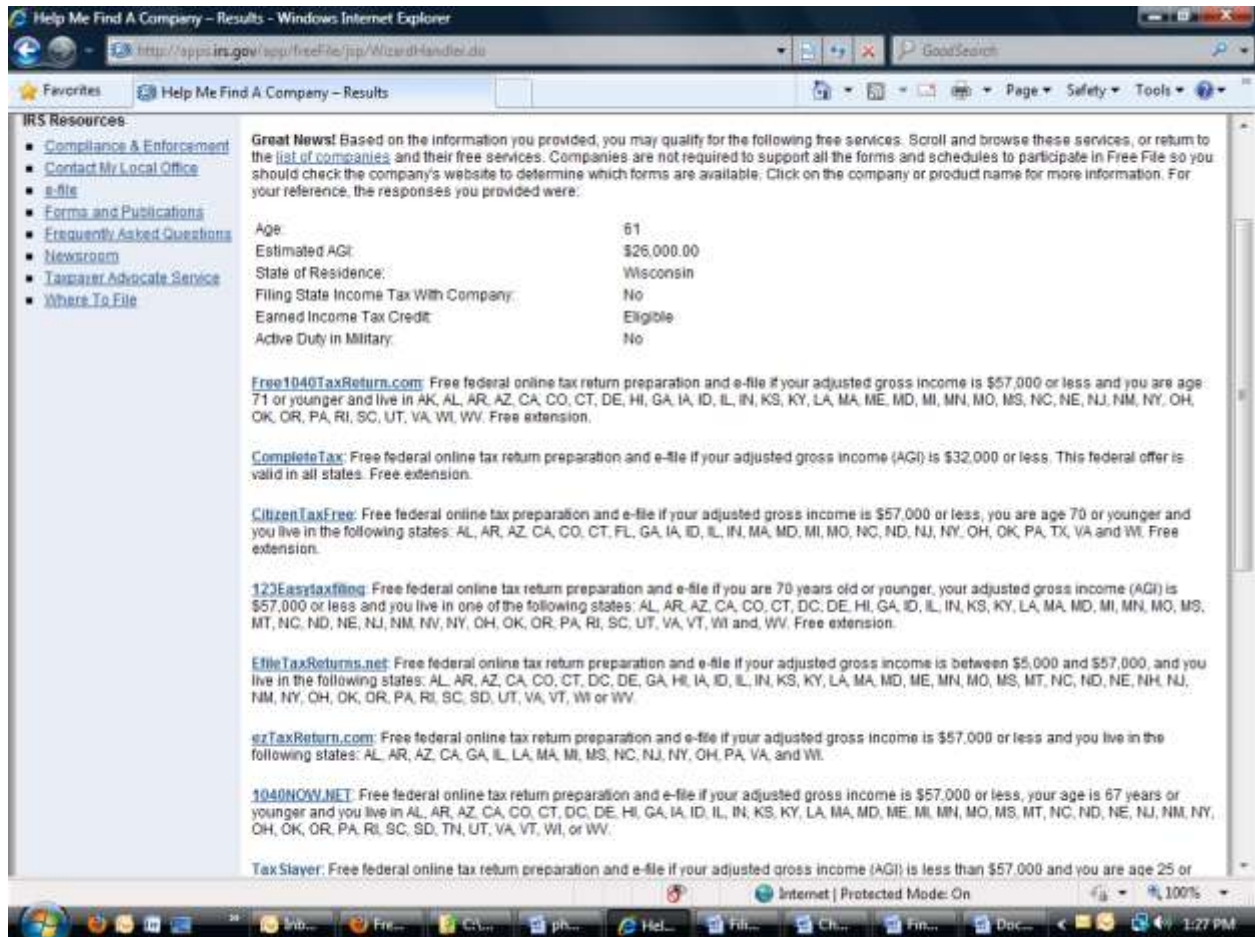 Help Me Find A Company – Results - Windows Internet Explorer
http://apps.irs.gov/app/freeFile/jsp/WizardHandler.do
GoodSearch
Favorites
Help Me Find A Company – Results
Page
Safety
Tools
IRS Resources
Compliance & Enforcement
Contact My Local Office
e-file
Forms and Publications
Frequently Asked Questions
Newsroom
Taxpayer Advocate Service
Where To File
Great News! Based on the information you provided, you may qualify for the following free services. Scroll and browse these services, or return to
the list of companies and their free services. Companies are not required to support all the forms and schedules to participate in Free File so you
should check the company's website to determine which forms are available. Click on the company or product name for more information. For
your reference, the responses you provided were:
Age: 61
Estimated AGI: $26,000.00
State of Residence: Wisconsin
Filing State Income Tax With Company: No
Earned Income Tax Credit: Eligible
Active Duty in Military: No
Free1040TaxReturn.com: Free federal online tax return preparation and e-file if your adjusted gross income is $57,000 or less and you are age
71 or younger and live in AK, AL, AR, AZ, CA, CO, CT, DE, HI, GA, IA, ID, IL, IN, KS, KY, LA, MA, ME, MD, MI, MN, MO, MS, NC, NE, NJ, NM, NY, OH,
OK, OR, PA, RI, SC, UT, VA, WI, WV. Free extension.
CompleteTax: Free federal online tax return preparation and e-file if your adjusted gross income (AGI) is $32,000 or less. This federal offer is
valid in all states. Free extension.
CitizenTaxFree: Free federal online tax preparation and e-file if your adjusted gross income is $57,000 or less, you are age 70 or younger and
you live in the following states: AL, AR, AZ, CA, CO, CT, FL, GA, IA, ID, IL, IN, MA, MD, MI, MO, NC, ND, NJ, NY, OH, OK, PA, TX, VA and WI. Free
extension.
123Easytaxfiling: Free federal online tax return preparation and e-file if you are 70 years old or younger, your adjusted gross income (AGI) is
$57,000 or less and you live in one of the following states: AL, AR, AZ, CA, CO, CT, DC, DE, HI, GA, ID, IL, IN, KS, KY, LA, MA, MD, MI, MN, MO, MS,
MT, NC, ND, NE, NJ, NM, NV, NY, OH, OK, OR, PA, RI, SC, UT, VA, VT, WI and, WV. Free extension.
EfileTaxReturns.net: Free federal online tax return preparation and e-file if your adjusted gross income is between $5,000 and $57,000, and you
live in the following states: AL, AR, AZ, CA, CO, CT, DC, DE, GA, HI, IA, ID, IL, IN, KS, KY, LA, MA, MD, ME, MN, MO, MS, MT, NC, ND, NE, NH, NJ,
NM, NY, OH, OK, OR, PA, RI, SC, SD, UT, VA, VT, WI or WV.
ezTaxReturn.com: Free federal online tax return preparation and e-file if your adjusted gross income is $57,000 or less and you live in the
following states: AL, AR, AZ, CA, GA, IL, LA, MA, MI, MS, NC, NJ, NY, OH, PA, VA, and WI.
1040NOW.NET: Free federal online tax return preparation and e-file if your adjusted gross income is $57,000 or less, your age is 67 years or
younger and you live in AL, AR, AZ, CA, CO, CT, DC, DE, HI, GA, IA, ID, IL, IN, KS, KY, LA, MA, MD, ME, MI, MN, MO, MS, MT, NC, ND, NE, NJ, NM, NY,
OH, OK, OR, PA, RI, SC, SD, TN, UT, VA, VT, WI, or WV.
TaxSlayer: Free federal online tax return preparation and e-file if your adjusted gross income (AGI) is less than $57,000 and you are age 25 or
Internet | Protected Mode: On
100%
Inb...
Fre...
C:\...
ph...
Hel...
Fili...
Ch...
Fin...
Doc...
1:27 PM